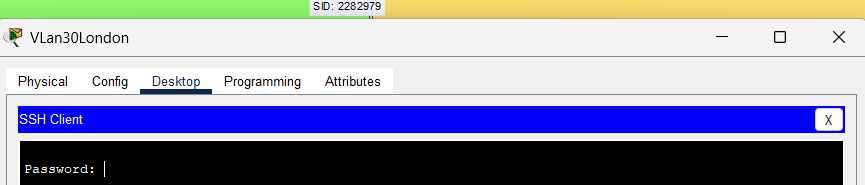 SID: 2282979
VLan30London
Physical Config Desktop Programming Attributes
SSH Client X
Password: